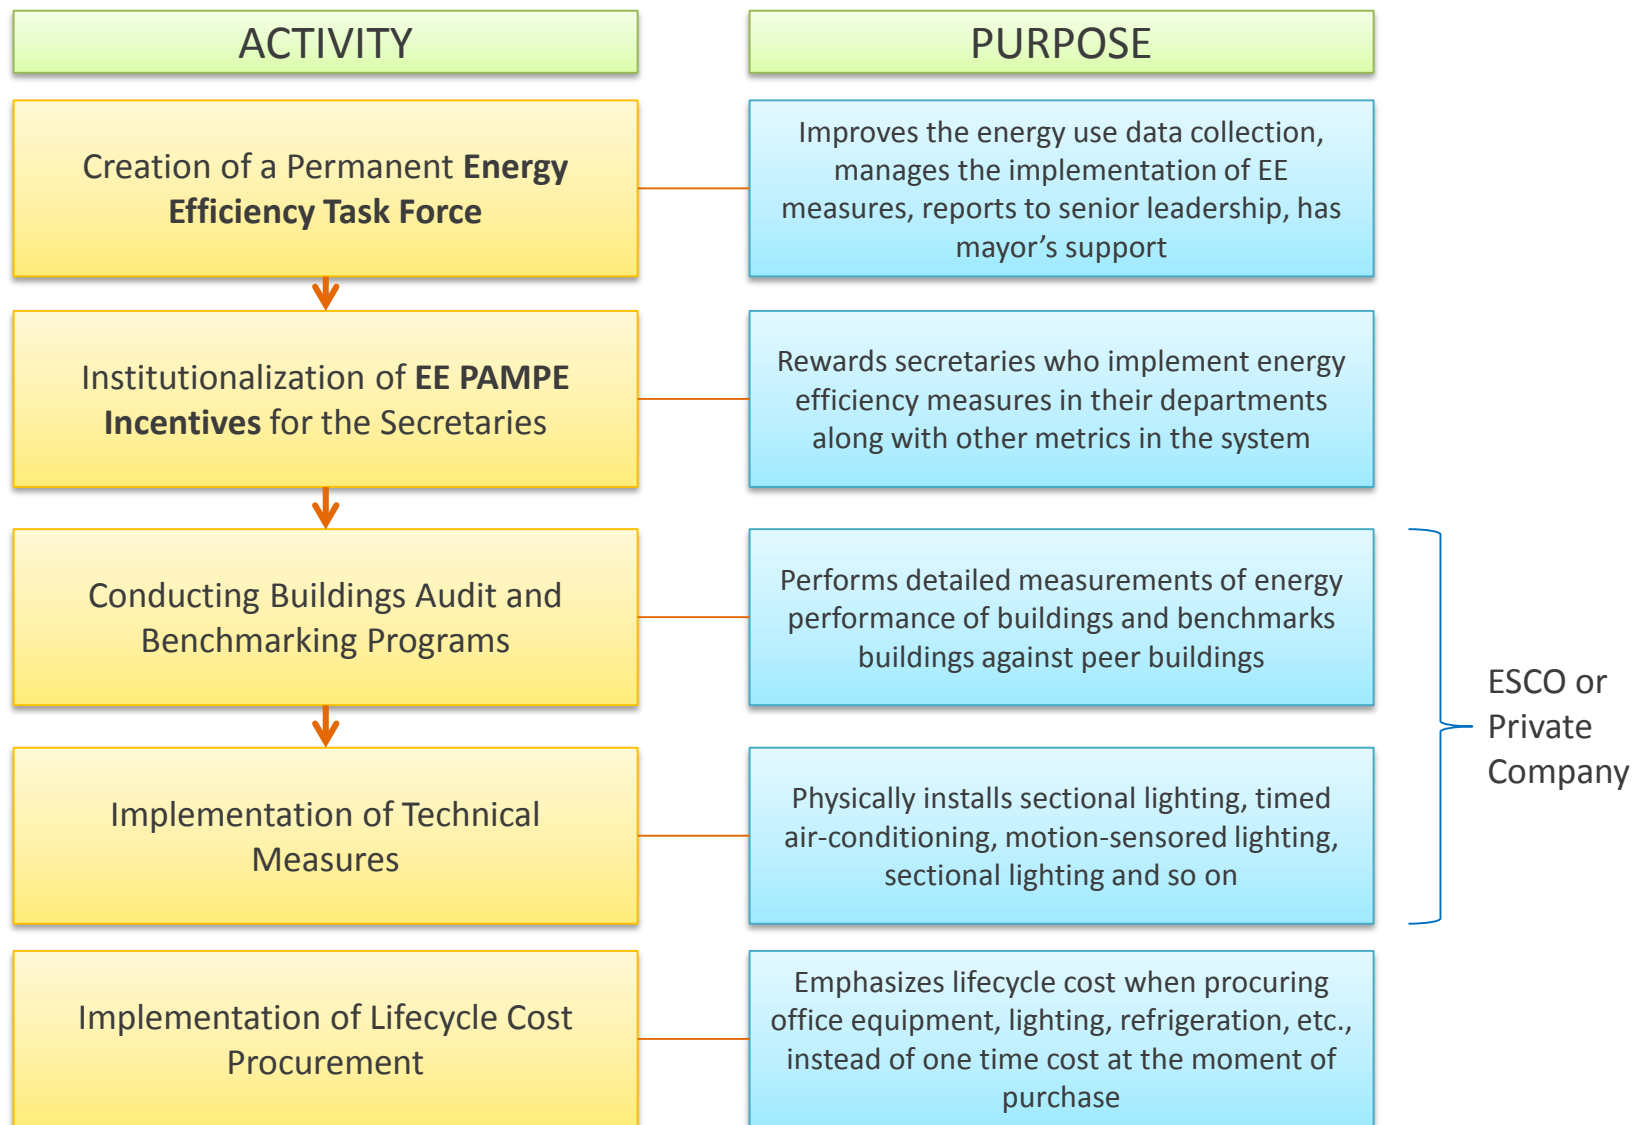 ACTIVITY
PURPOSE
Creation of a Permanent Energy
Efficiency Task Force
Improves the energy use data collection,
manages the implementation of EE
measures, reports to senior leadership, has
mayor’s support
Institutionalization of EE PAMPE
Incentives for the Secretaries
Rewards secretaries who implement energy
efficiency measures in their departments
along with other metrics in the system
Conducting Buildings Audit and
Benchmarking Programs
Performs detailed measurements of energy
performance of buildings and benchmarks
buildings against peer buildings
Implementation of Technical
Measures
Physically installs sectional lighting, timed
air-conditioning, motion-sensored lighting,
sectional lighting and so on
ESCO or
Private
Company
Implementation of Lifecycle Cost
Procurement
Emphasizes lifecycle cost when procuring
office equipment, lighting, refrigeration, etc.,
instead of one time cost at the moment of
purchase